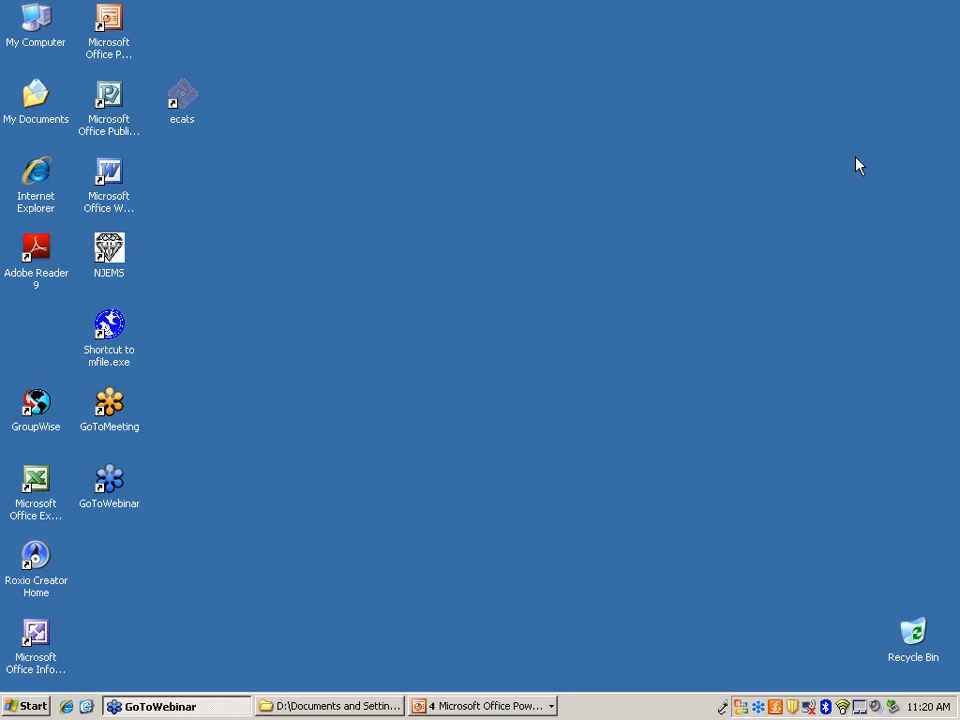 My Computer
Microsoft
Office P...
My Documents
Microsoft
Office Publi...
ecats
Internet
Explorer
Microsoft
Office W...
Adobe Reader
9
NJEMS
Shortcut to
mfile.exe
GroupWise
GoToMeeting
Microsoft
Office Ex...
GoToWebinar
Roxio Creator
Home
Microsoft
Office Info...
Recycle Bin
Start
GoToWebinar
D:\Documents and Settin...
4 Microsoft Office Pow...
11:20 AM